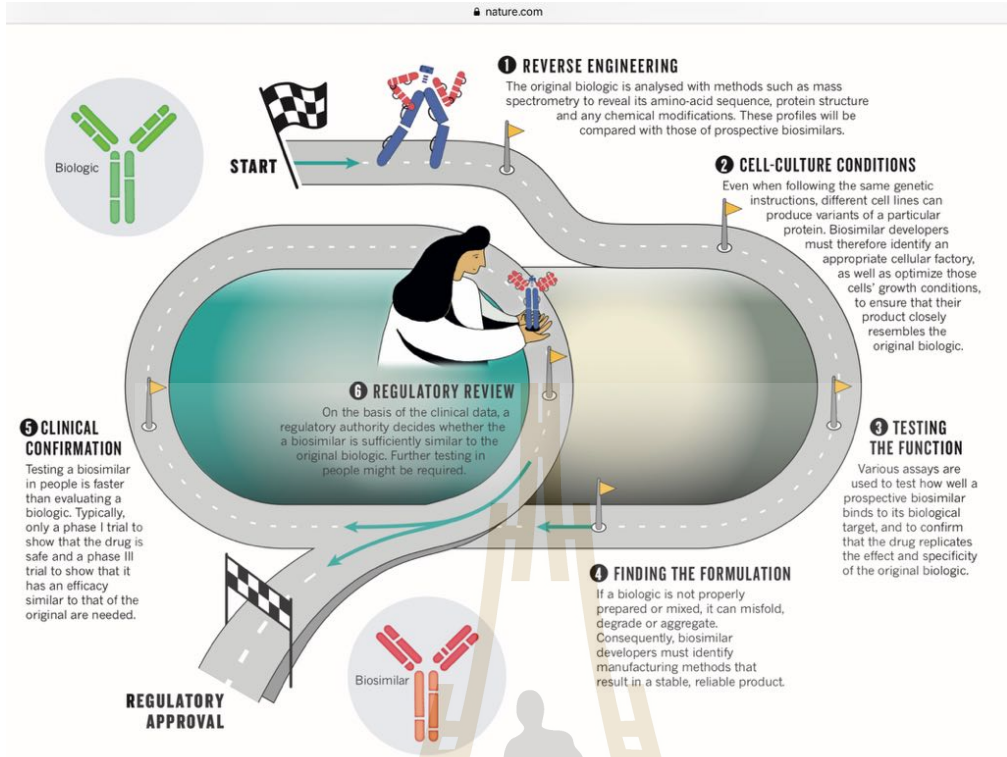 nature.com
❶ REVERSE ENGINEERING
The original biologic is analysed with methods such as mass
spectrometry to reveal its amino-acid sequence, protein structure
and any chemical modifications. These profiles will be
compared with those of prospective biosimilars.
Biologic
START
❷ CELL-CULTURE CONDITIONS
Even when following the same genetic
instructions, different cell lines can
produce variants of a particular
protein. Biosimilar developers
must therefore identify an
appropriate cellular factory,
as well as optimize those
cells' growth conditions,
to ensure that their
product closely
resembles the
original biologic.
❸ TESTING
THE FUNCTION
Various assays are
used to test how well a
prospective biosimilar
binds to its biological
target, and to confirm
that the drug replicates
the effect and specificity
of the original biologic.
❹ FINDING THE FORMULATION
If a biologic is not properly
prepared or mixed, it can misfold,
degrade or aggregate.
Consequently, biosimilar
developers must identify
manufacturing methods that
result in a stable, reliable product.
❺ CLINICAL
CONFIRMATION
Testing a biosimilar
in people is faster
than evaluating a
biologic. Typically,
only a phase I trial to
show that the drug is
safe and a phase III
trial to show that it
has an efficacy
similar to that of the
original are needed.
❻ REGULATORY REVIEW
On the basis of the clinical data, a
regulatory authority decides whether the
a biosimilar is sufficiently similar to the
original biologic. Further testing in
people might be required.
Biosimilar
REGULATORY
APPROVAL